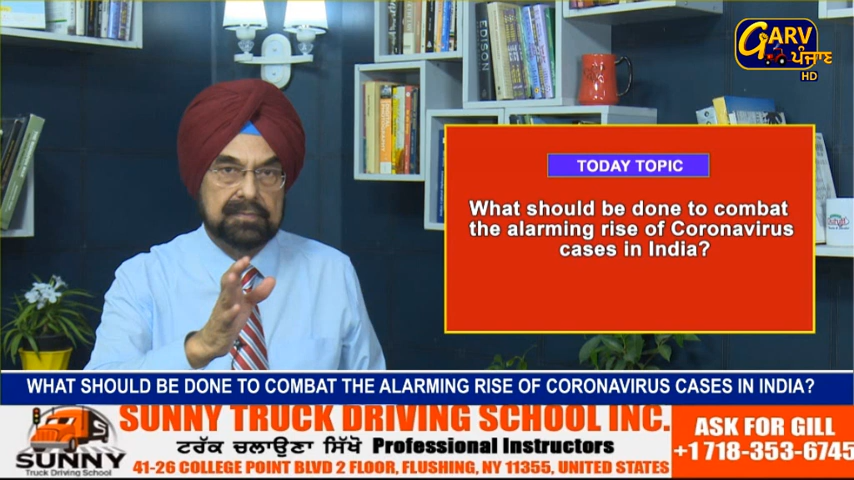 GARV
ਪੰਜਾਬ
HD
EDISON
TODAY TOPIC
What should be done to combat
the alarming rise of Coronavirus
cases in India?
WHAT SHOULD BE DONE TO COMBAT THE ALARMING RISE OF CORONAVIRUS CASES IN INDIA?
SUNNY
Truck Driving School
SUNNY TRUCK DRIVING SCHOOL INC.
ਟਰੱਕ ਚਲਾਉਣਾ ਸਿੱਖੋ Professional Instructors
41-26 COLLEGE POINT BLVD 2 FLOOR, FLUSHING, NY 11355, UNITED STATES
ASK FOR GILL
+1 718-353-6745